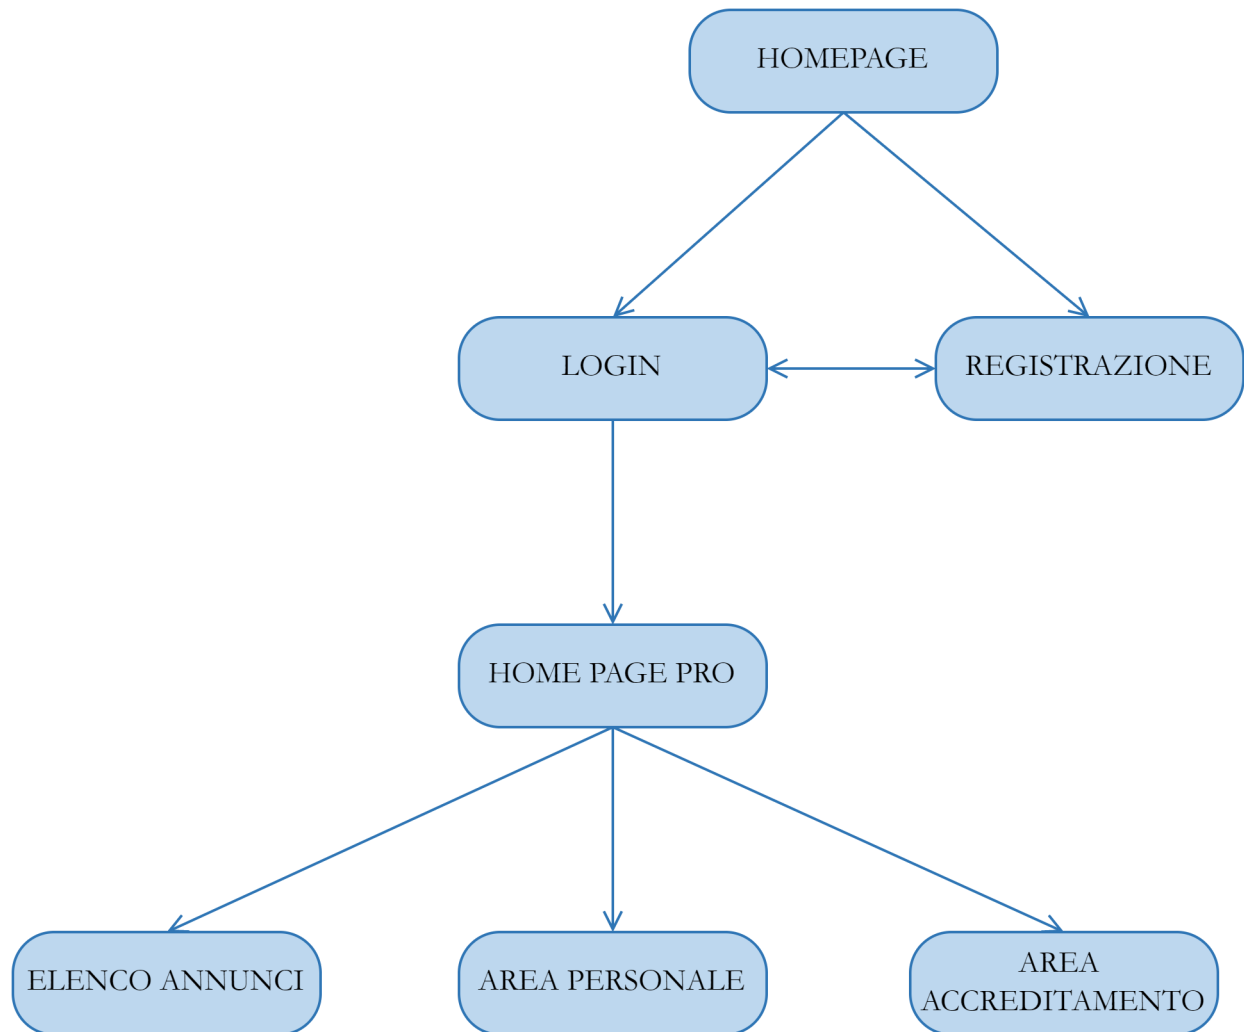 HOMEPAGE
LOGIN
REGISTRAZIONE
HOME PAGE PRO
ELENCO ANNUNCI
AREA PERSONALE
AREA
ACCREDITAMENTO